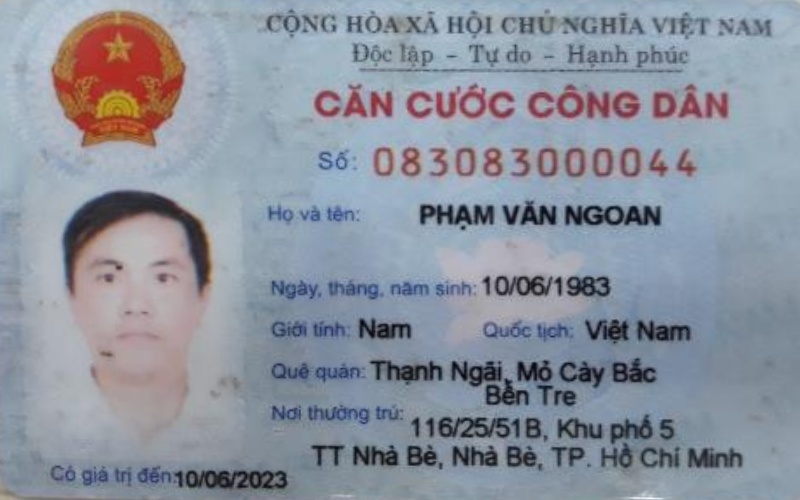 CỘNG HÒA XÃ HỘI CHỦ NGHĨA VIỆT NAM
Độc lập - Tự do - Hạnh phúc
CĂN CƯỚC CÔNG DÂN
Số: 083083000044
Họ và tên: PHẠM VĂN NGOAN
Ngày, tháng, năm sinh: 10/06/1983
Giới tính: Nam Quốc tịch: Việt Nam
Quê quán: Thạnh Ngãi, Mỏ Cày Bắc
Bến Tre
Nơi thường trú: 116/25/51B, Khu phố 5
TT Nhà Bè, Nhà Bè, TP. Hồ Chí Minh
Có giá trị đến: 10/06/2023